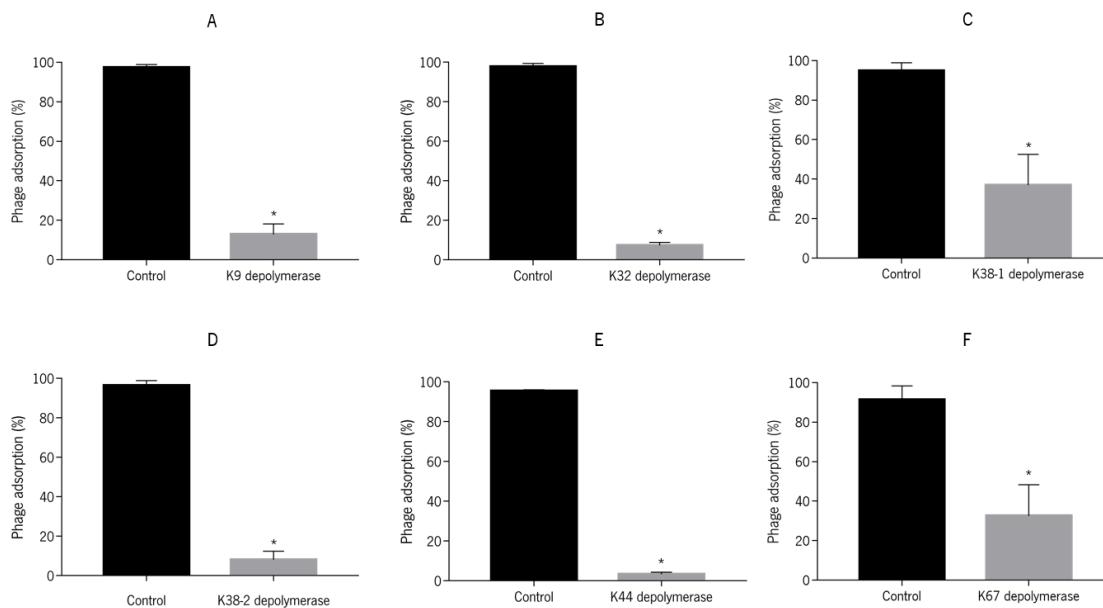 A
Phage adsorption (%)
100
80
60
40
20
0
*
Control
K9 depolymerase
B
Phage adsorption (%)
100
80
60
40
20
0
*
Control
K32 depolymerase
C
Phage adsorption (%)
100
80
60
40
20
0
*
Control
K38-1 depolymerase
D
Phage adsorption (%)
100
80
60
40
20
0
*
Control
K38-2 depolymerase
E
Phage adsorption (%)
100
80
60
40
20
0
*
Control
K44 depolymerase
F
Phage adsorption (%)
100
80
60
40
20
0
*
Control
K67 depolymerase